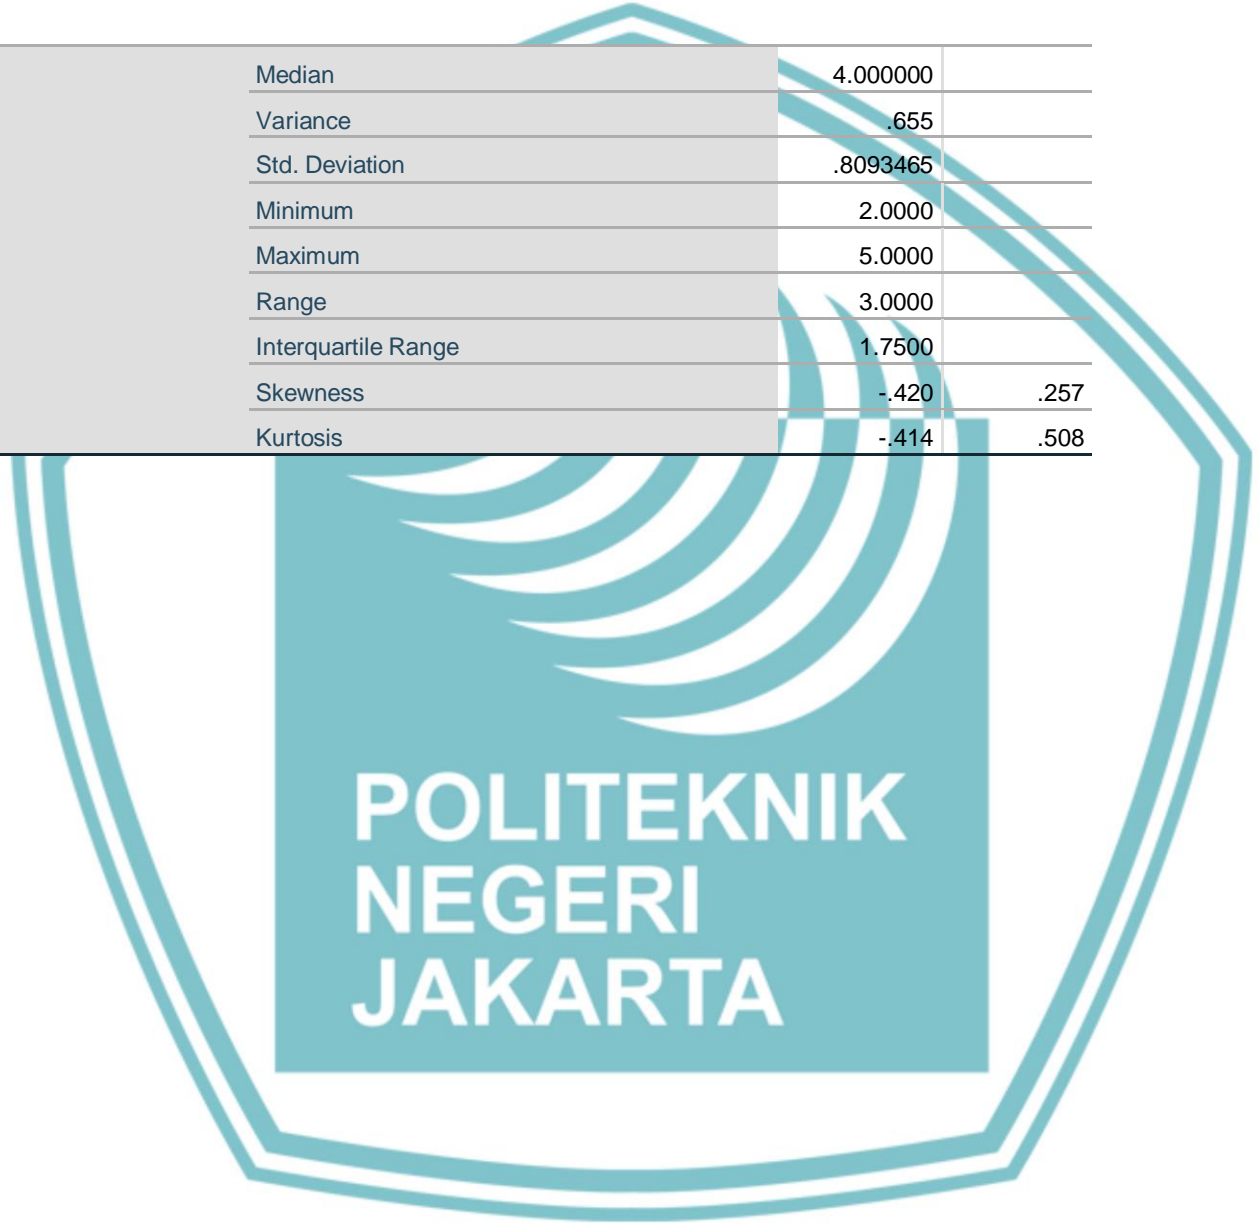 Median 4.000000
Variance .655
Std. Deviation .8093465
Minimum 2.0000
Maximum 5.0000
Range 3.0000
Interquartile Range 1.7500
Skewness -.420 .257
Kurtosis -.414 .508
POLITEKNIK
NEGERI
JAKARTA